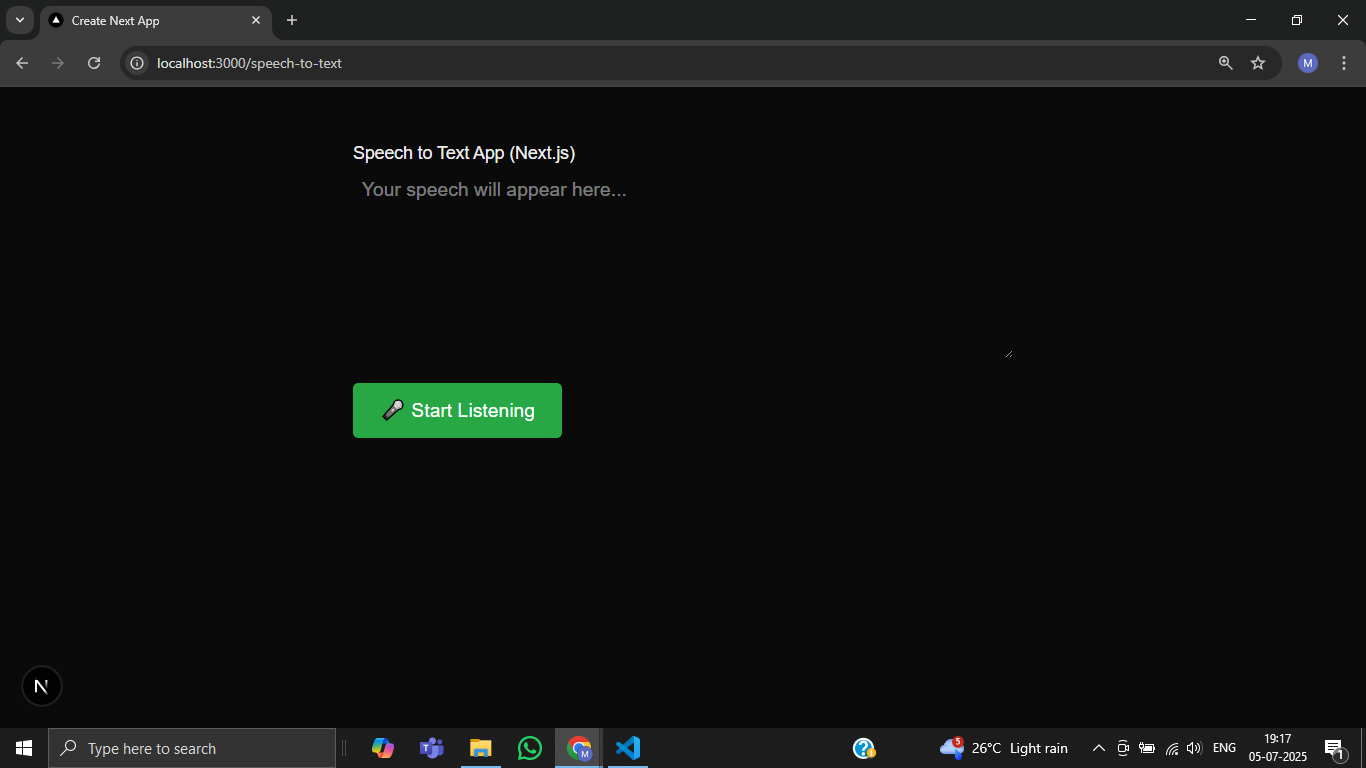 Create Next App
localhost:3000/speech-to-text
M
Speech to Text App (Next.js)
Your speech will appear here...
🎤 Start Listening
N
Type here to search
M
5
26°C Light rain
ENG
19:17
05-07-2025
1